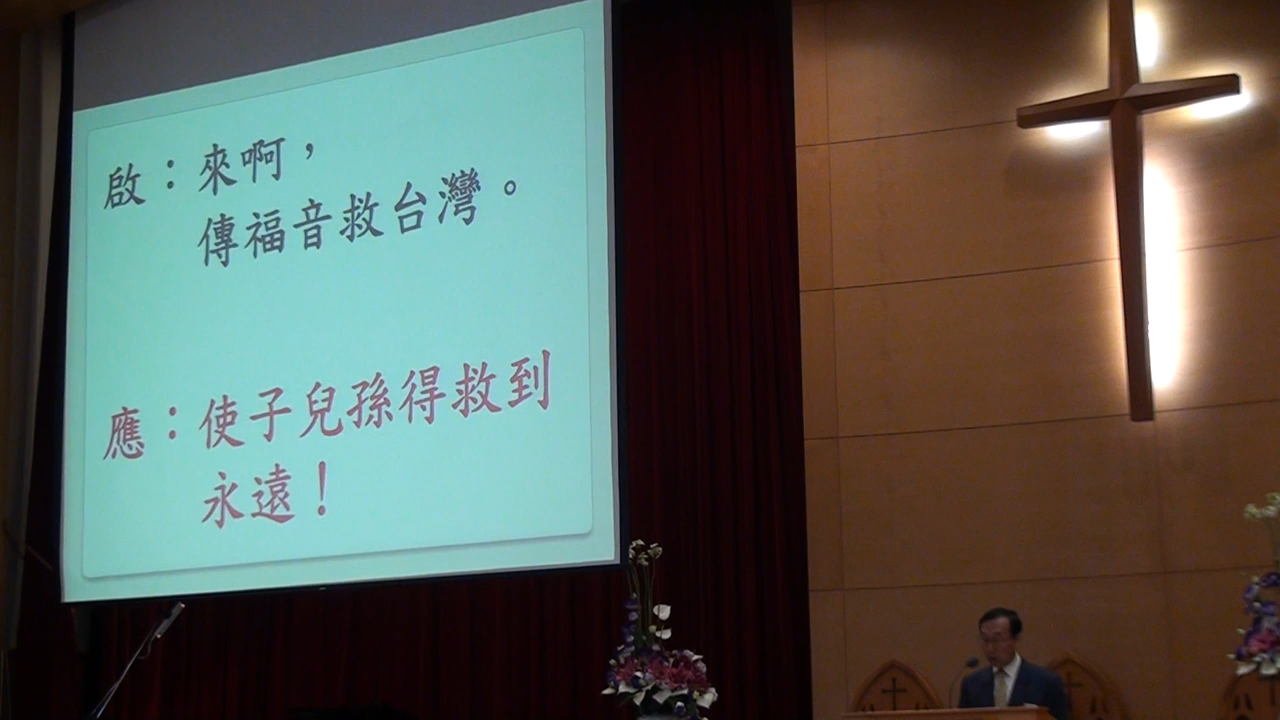 啟：來啊，
傳福音救台灣。
應：使子兒孫得救到
永遠！